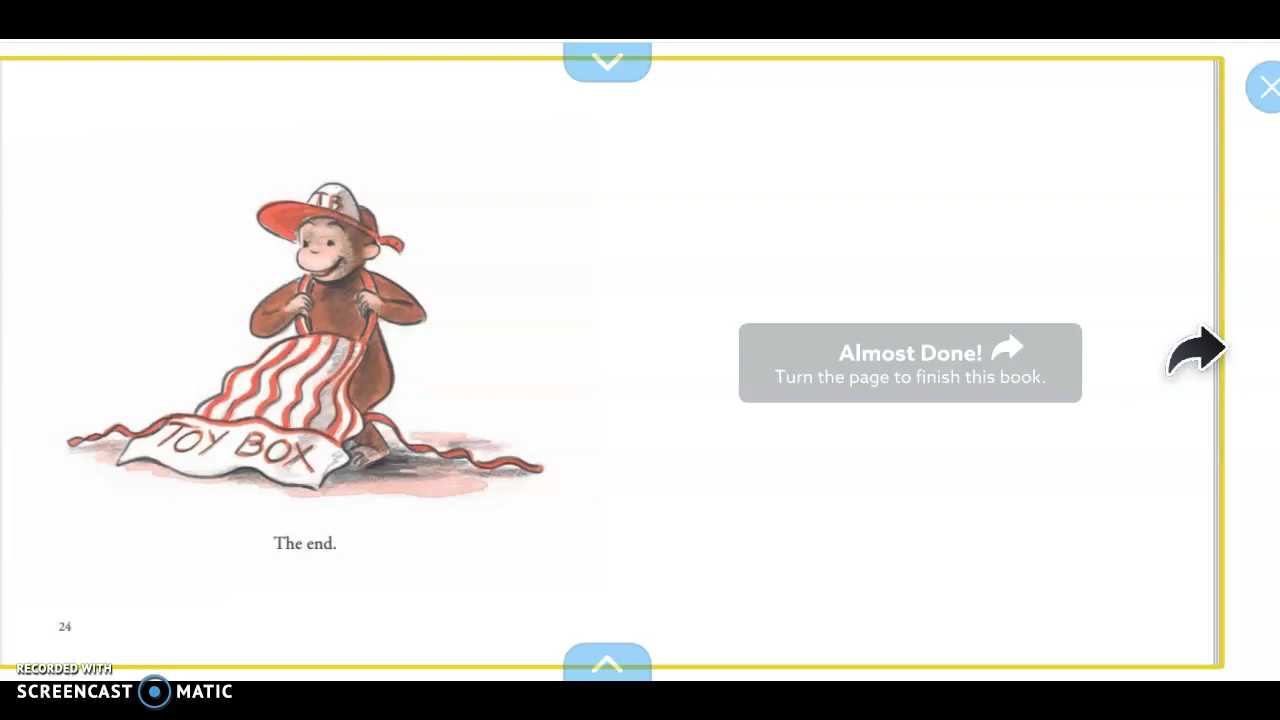 TB
TOY BOX
The end.
24
Almost Done!
Turn the page to finish this book.
RECORDED WITH
SCREENCAST MATIC